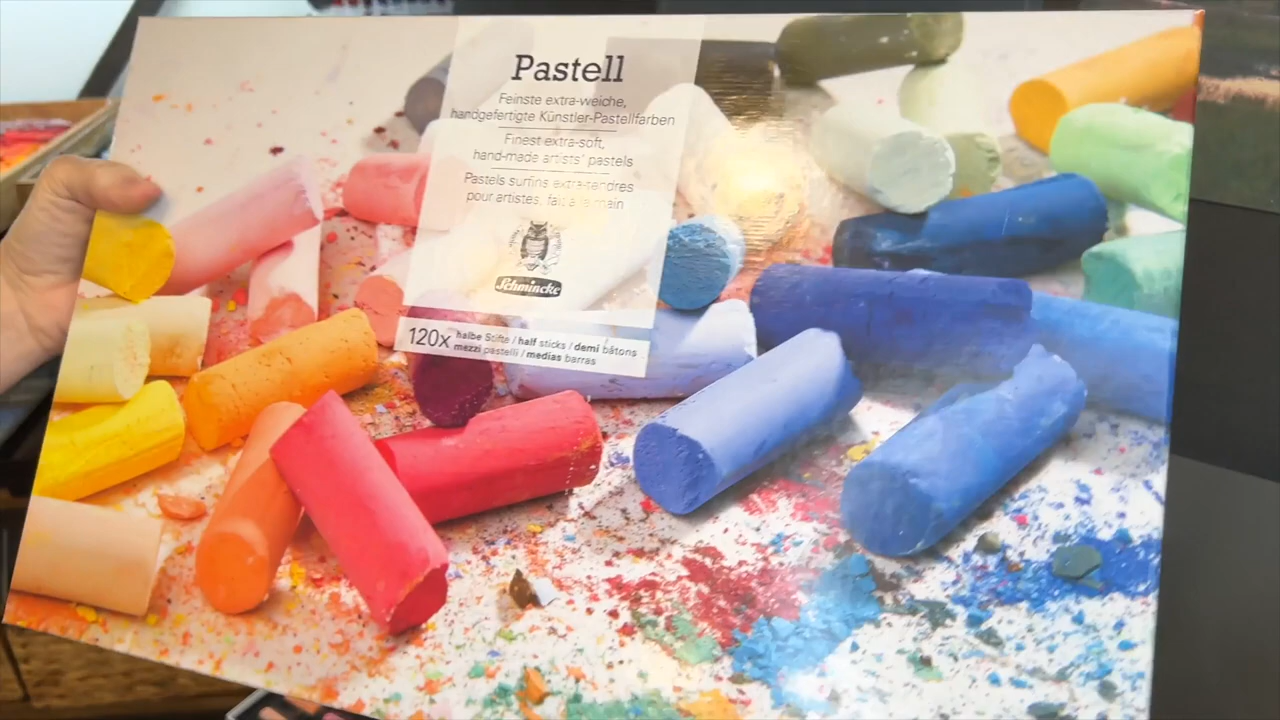 Pastell
Feinste extra-weiche,
handgefertigte Künstler-Pastellfarben
Finest extra-soft,
hand-made artists' pastels
Pastels surfins extra-tendres
pour artistes, fait à la main
Schmincke
120x halbe Stifte / half sticks / demi bâtons
mezzi pastelli / medias barras